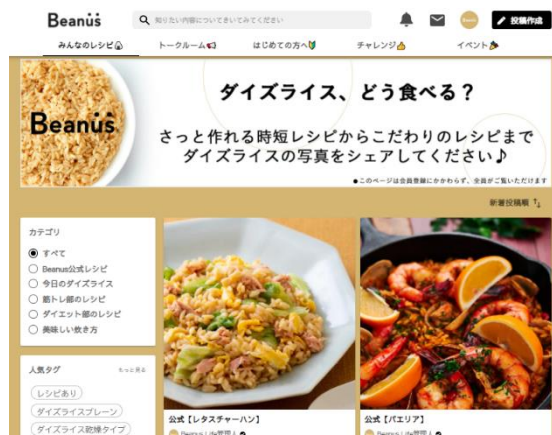 Beanus
知りたい内容についてきいてみてください
投稿作成
みんなのレシピ
トークルーム
はじめての方へ
チャレンジ
イベント
Beanus
ダイズライス、どう食べる？
さっと作れる時短レシピからこだわりのレシピまで
ダイズライスの写真をシェアしてください♪
●このページは会員登録にかかわらず、全員がご覧いただけます
新着投稿順
カテゴリ
すべて
Beanus公式レシピ
今日のダイズライス
筋トレ部のレシピ
ダイエット部のレシピ
美味しい炊き方
人気タグ
もっと見る
レシピあり
ダイズライスプレーン
ダイズライス乾燥タイプ
公式【レタスチャーハン】
公式【パエリア】